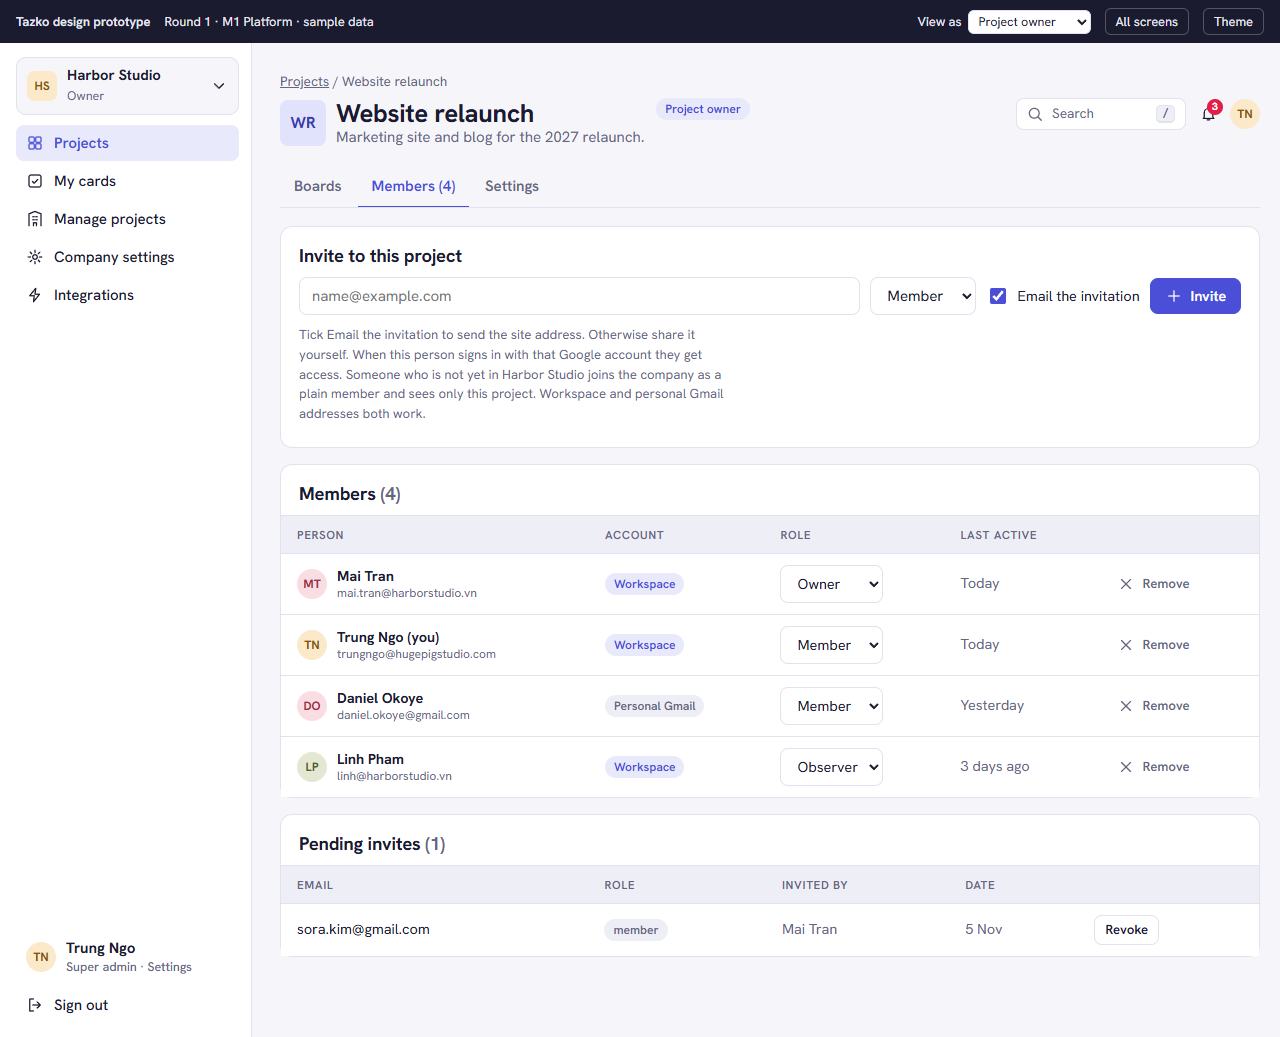 Tazko design prototype Round 1 · M1 Platform · sample data View as Project owner All screens Theme
HS Harbor Studio
Owner
Projects
My cards
Manage projects
Company settings
Integrations
TN Trung Ngo
Super admin · Settings
Sign out
Projects / Website relaunch
WR Website relaunch Project owner
Marketing site and blog for the 2027 relaunch.
Search / 3 TN
Boards Members (4) Settings
Invite to this project
name@example.com Member Email the invitation Invite
Tick Email the invitation to send the site address. Otherwise share it
yourself. When this person signs in with that Google account they get
access. Someone who is not yet in Harbor Studio joins the company as a
plain member and sees only this project. Workspace and personal Gmail
addresses both work.
Members (4)
PERSON ACCOUNT ROLE LAST ACTIVE
MT Mai Tran Workspace Owner Today Remove
mai.tran@harborstudio.vn
TN Trung Ngo (you) Workspace Member Today Remove
trungngo@hugepigstudio.com
DO Daniel Okoye Personal Gmail Member Yesterday Remove
daniel.okoye@gmail.com
LP Linh Pham Workspace Observer 3 days ago Remove
linh@harborstudio.vn
Pending invites (1)
EMAIL ROLE INVITED BY DATE
sora.kim@gmail.com member Mai Tran 5 Nov Revoke